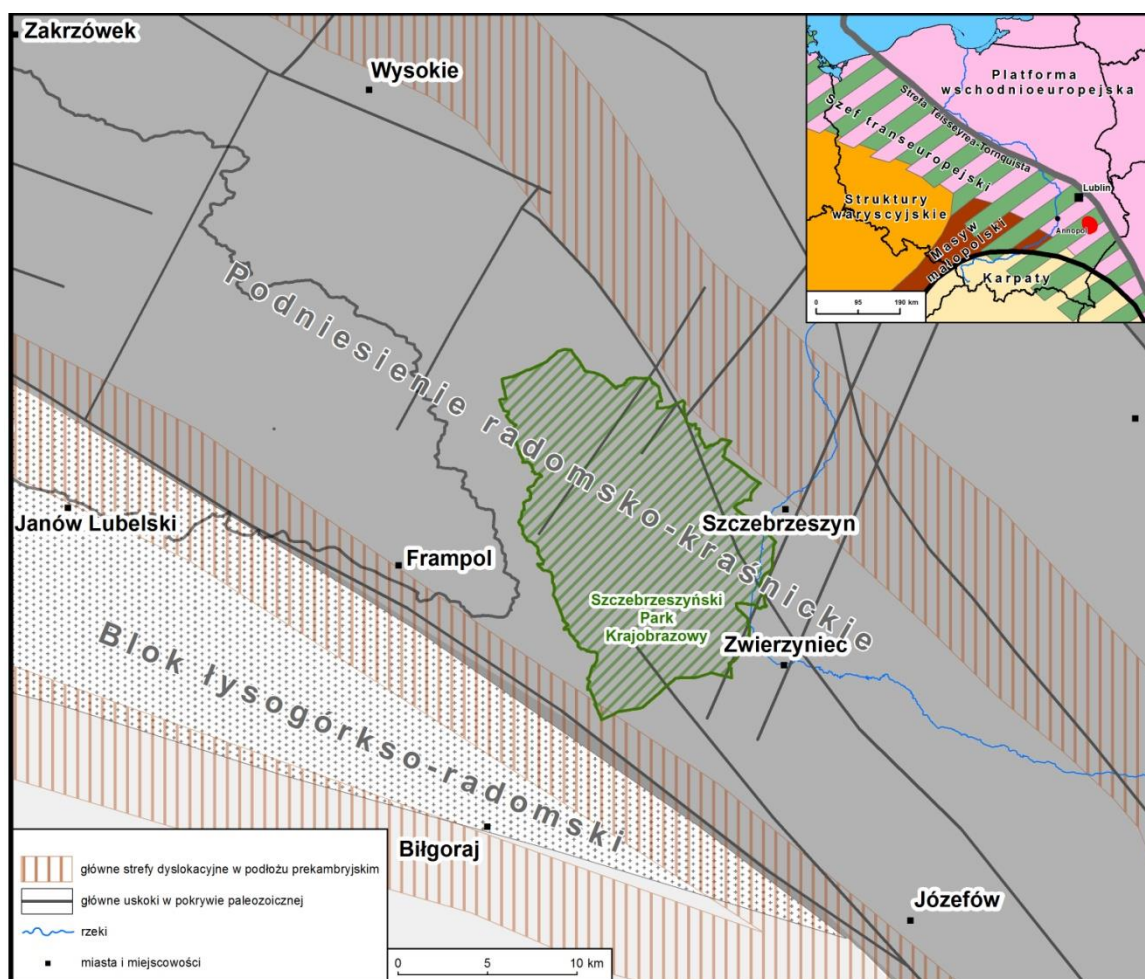 Zakrzówek
Wysokie
Podniesienie radomsko-kraśnickie
Janów Lubelski
Frampol
Szczebrzeszyn
Szczebrzeszyński
Park
Krajobrazowy
Zwierzyniec
Blok łysogórkso-radomski
Biłgoraj
Józefów
Platforma
wschodnioeuropejska
Strefa Teisseyrea-Tornquista
Szef transeuropejski
Lublin
Struktury
waryscyjskie
Annopol
Masyw
małopolski
Karpaty
0 95 190 km
główne strefy dyslokacyjne w podłożu prekambryjskim
główne uskoki w pokrywie paleozoicznej
rzeki
miasta i miejscowości
0 5 10 km